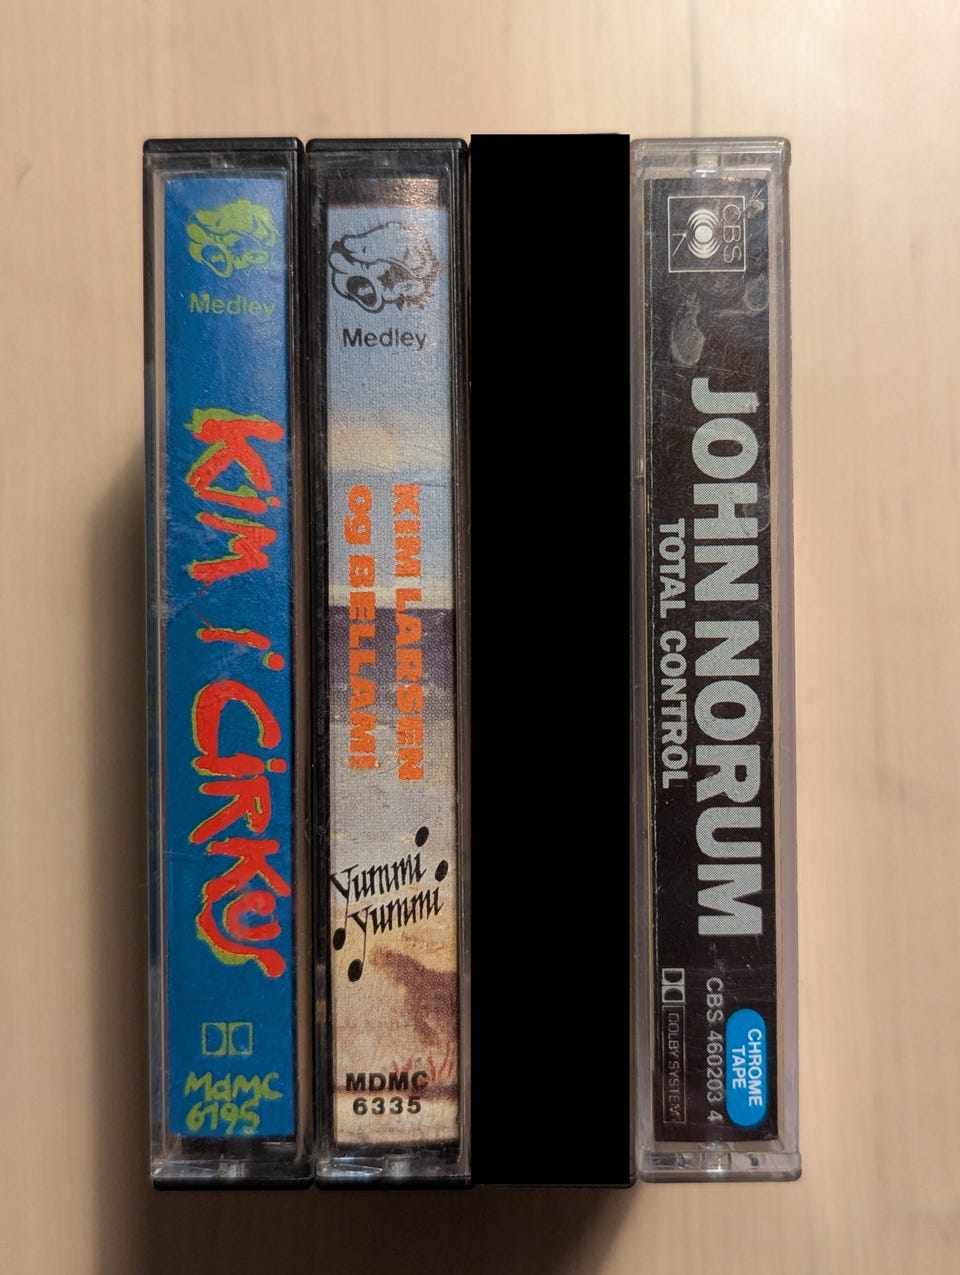 Medley
KIM I CIRKUS
MdMC
6195
Medley
KIM LARSEN
og BELLAMI
Yummi
Yummi
MDMC
6335
CBS
JOHN NORUM
TOTAL CONTROL
DOLBY SYSTEM
CBS 460203 4
CHROME
TAPE